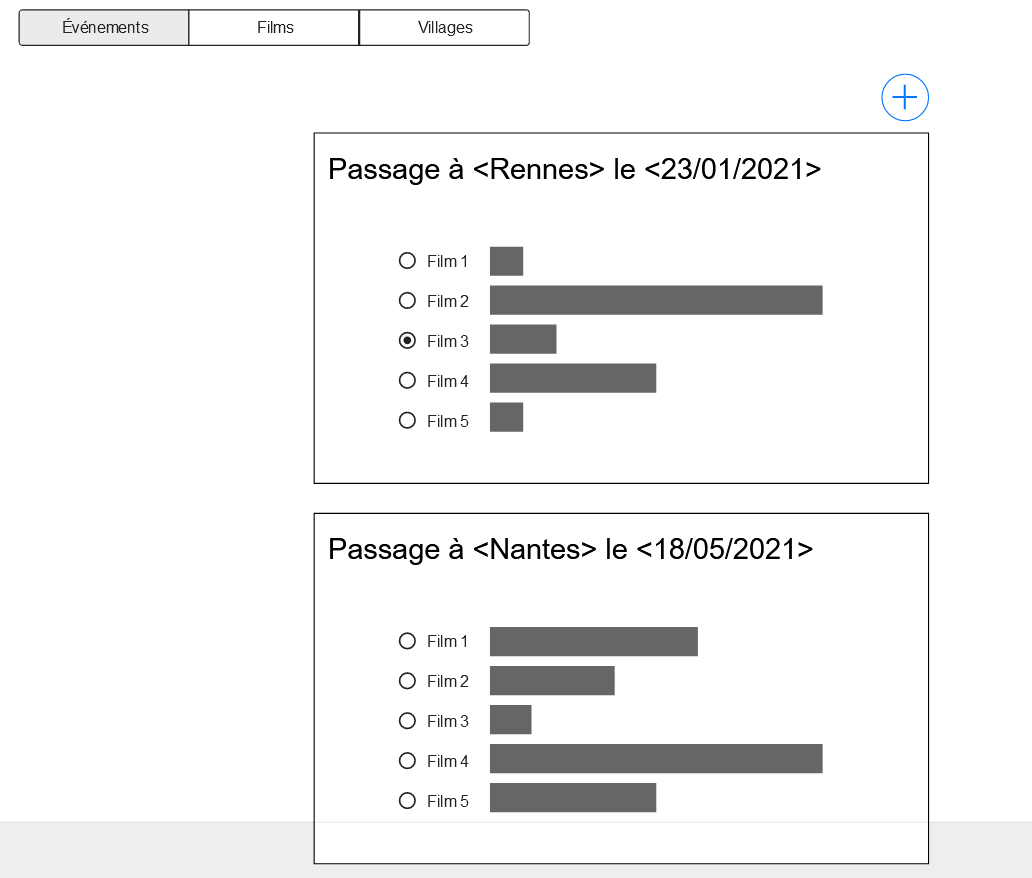 Événements Films Villages
Passage à <Rennes> le <23/01/2021>
Film 1
Film 2
Film 3
Film 4
Film 5
Passage à <Nantes> le <18/05/2021>
Film 1
Film 2
Film 3
Film 4
Film 5